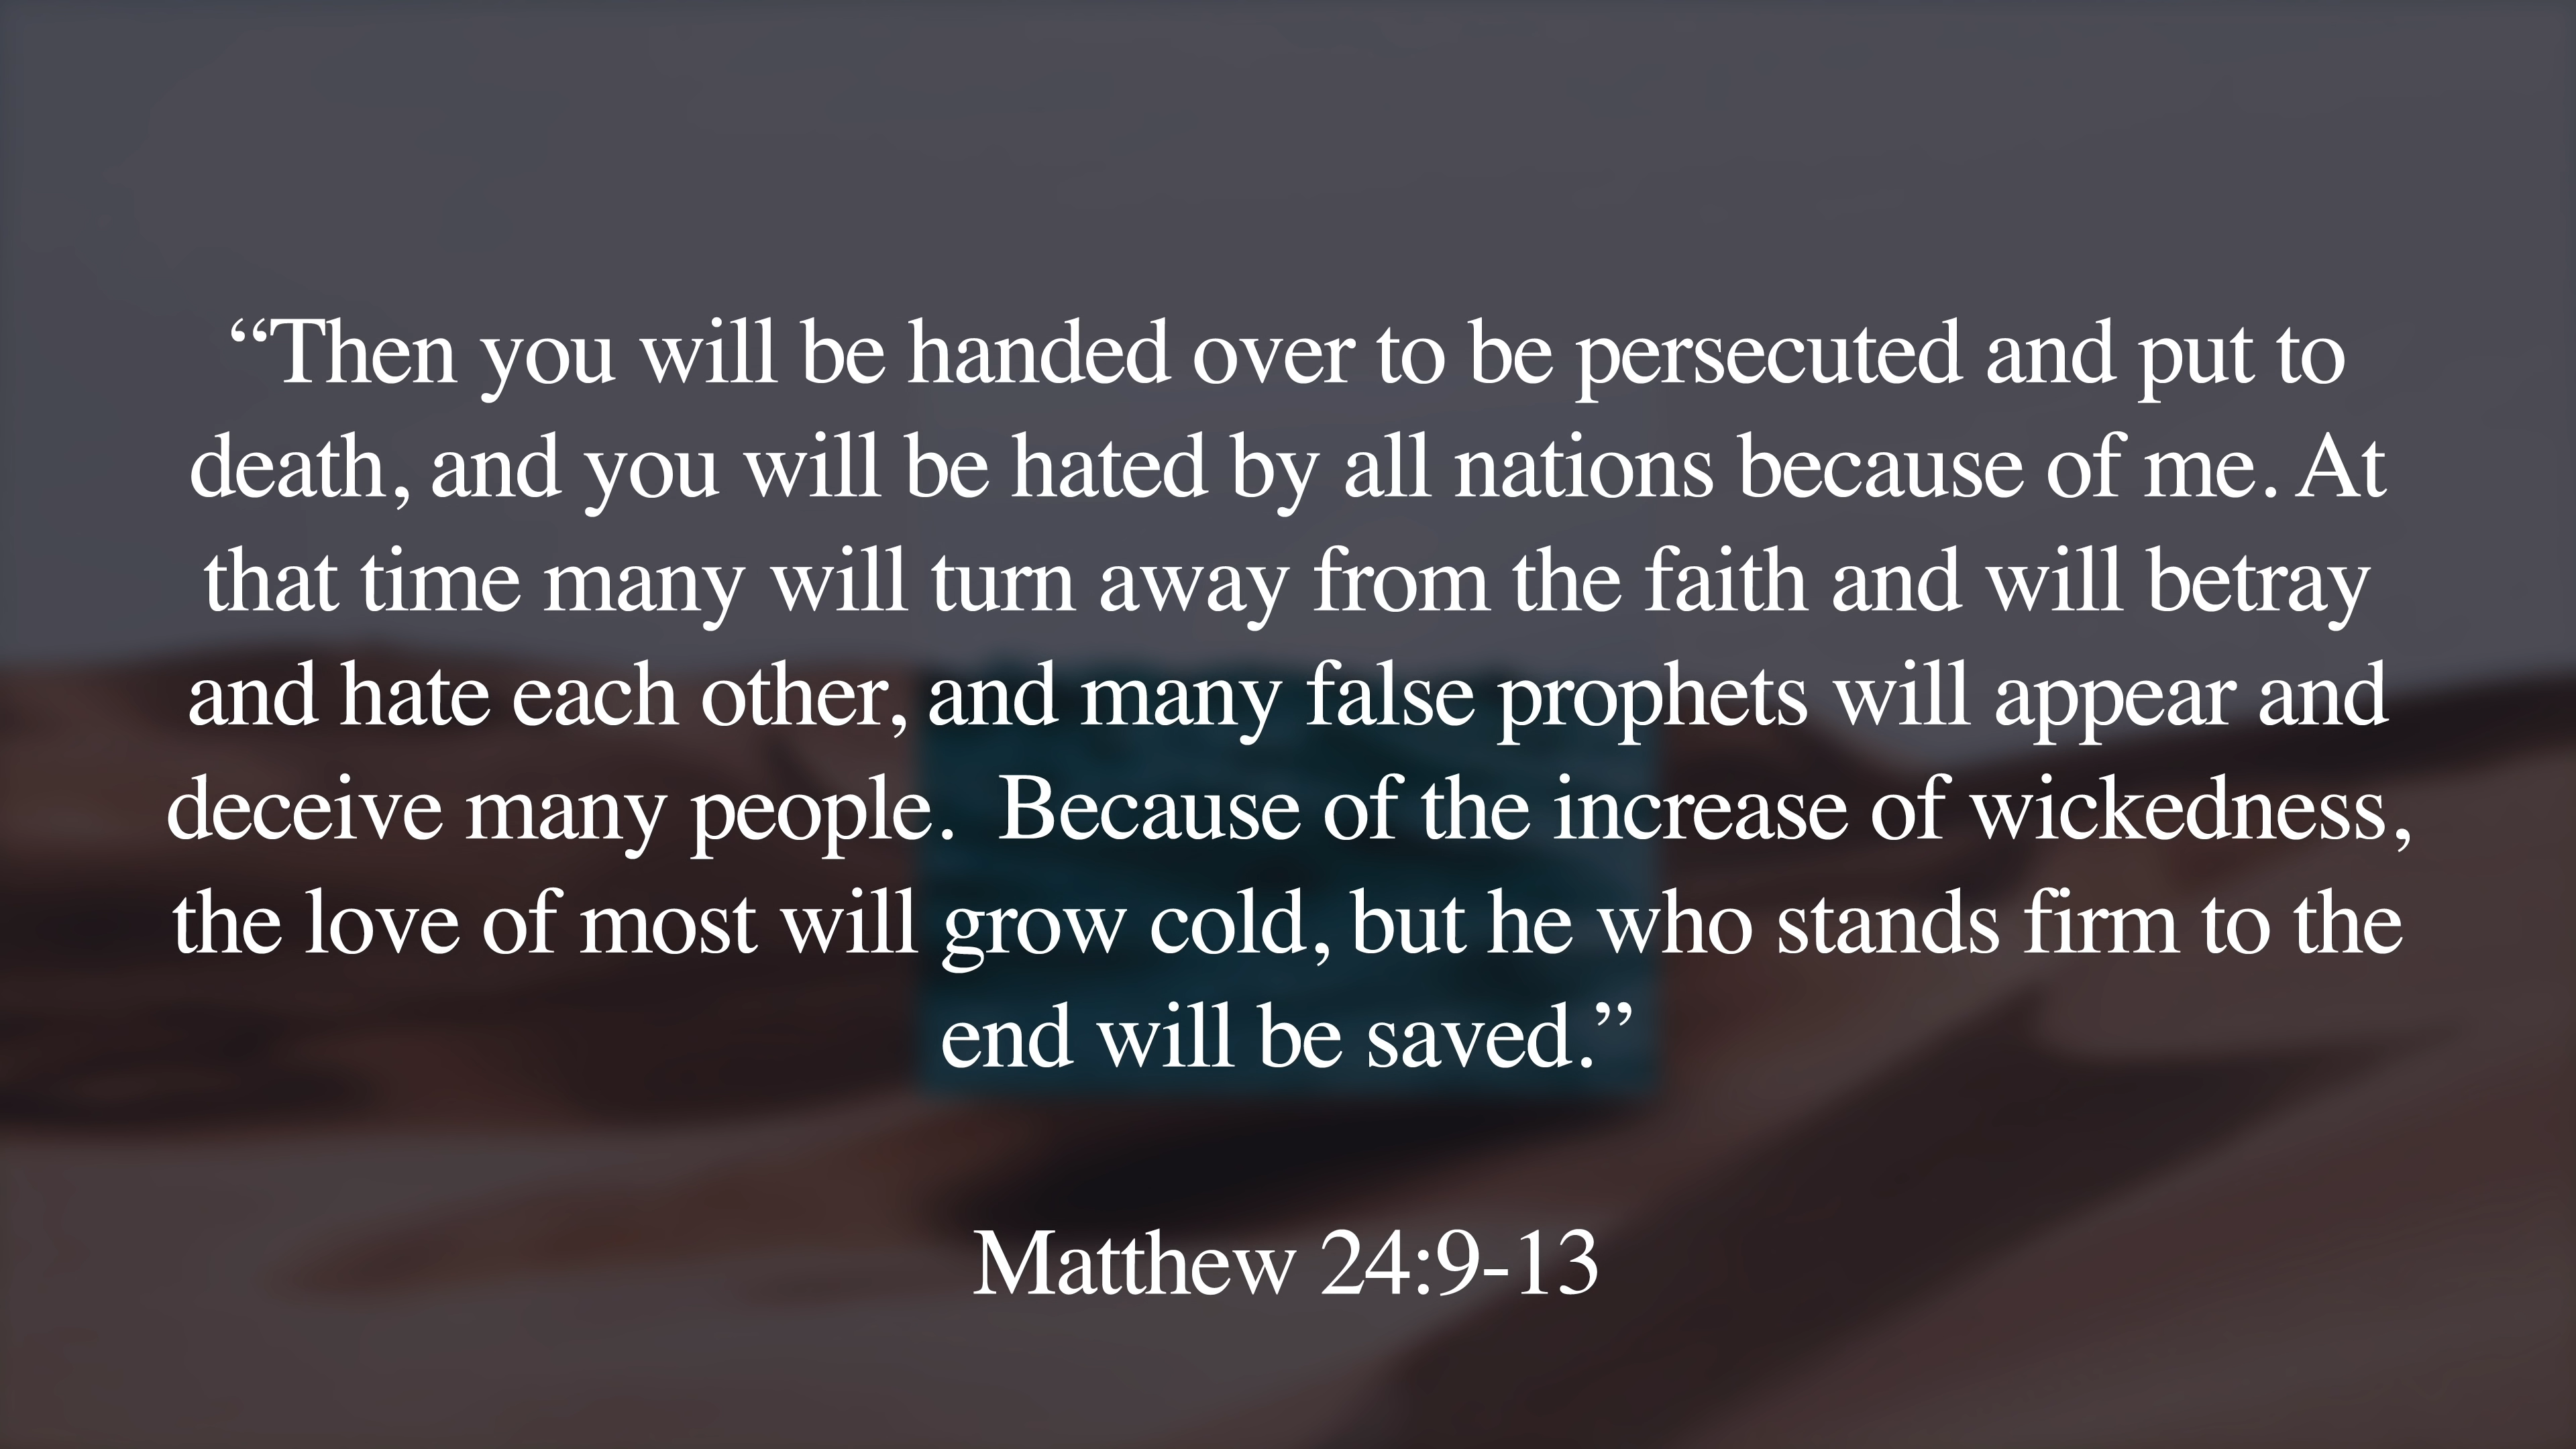 “Then you will be handed over to be persecuted and put to
death, and you will be hated by all nations because of me. At
that time many will turn away from the faith and will betray
and hate each other, and many false prophets will appear and
deceive many people.  Because of the increase of wickedness,
the love of most will grow cold, but he who stands firm to the
end will be saved.”
Matthew 24:9-13